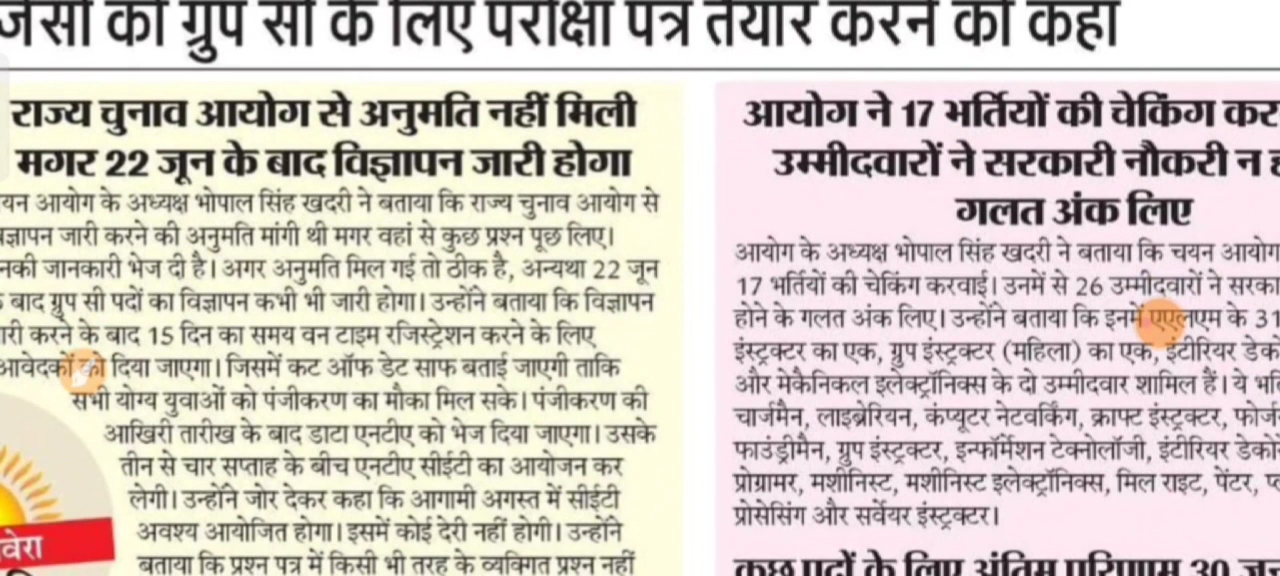 जेंसी को ग्रुप सी के लिए परीक्षा पत्र तैयार करने को कहा
राज्य चुनाव आयोग से अनुमति नहीं मिली
मगर 22 जून के बाद विज्ञापन जारी होगा
यन आयोग के अध्यक्ष भोपाल सिंह खदरी ने बताया कि राज्य चुनाव आयोग से
ज्ञापन जारी करने की अनुमति मांगी थी मगर वहां से कुछ प्रश्न पूछ लिए।
नकी जानकारी भेज दी है। अगर अनुमति मिल गई तो ठीक है, अन्यथा 22 जून
बाद ग्रुप सी पदों का विज्ञापन कभी भी जारी होगा। उन्होंने बताया कि विज्ञापन
ारी करने के बाद 15 दिन का समय वन टाइम रजिस्ट्रेशन करने के लिए
आवेदकों को दिया जाएगा। जिसमें कट ऑफ डेट साफ बताई जाएगी ताकि
सभी योग्य युवाओं को पंजीकरण का मौका मिल सके। पंजीकरण की
आखिरी तारीख के बाद डाटा एनटीए को भेज दिया जाएगा। उसके
तीन से चार सप्ताह के बीच एनटीए सीईटी का आयोजन कर
लेगी। उन्होंने जोर देकर कहा कि आगामी अगस्त में सीईटी
अवश्य आयोजित होगा। इसमें कोई देरी नहीं होगी। उन्होंने
बताया कि प्रश्न पत्र में किसी भी तरह के व्यक्तिगत प्रश्न नहीं
वेरा
आयोग ने 17 भर्तियों की चेकिंग कर
उम्मीदवारों ने सरकारी नौकरी न ह
गलत अंक लिए
आयोग के अध्यक्ष भोपाल सिंह खदरी ने बताया कि चयन आयोग
17 भर्तियों की चेकिंग करवाई। उनमें से 26 उम्मीदवारों ने सरका
होने के गलत अंक लिए। उन्होंने बताया कि इनमें एएलएम के 31
इंस्ट्रक्टर का एक, ग्रुप इंस्ट्रक्टर (महिला) का एक, इंटीरियर डेको
और मेकैनिकल इलेक्ट्रॉनिक्स के दो उम्मीदवार शामिल हैं। ये भर्ति
चार्जमैन, लाइब्रेरियन, कंप्यूटर नेटवर्किंग, क्राफ्ट इंस्ट्रक्टर, फोर्ज
फाउंड्रीमैन, ग्रुप इंस्ट्रक्टर, इन्फॉर्मेशन टेक्नोलॉजी, इंटीरियर डेको
प्रोग्रामर, मशीनिस्ट, मशीनिस्ट इलेक्ट्रॉनिक्स, मिल राइट, पेंटर, प्
प्रोसेसिंग और सर्वेयर इंस्ट्रक्टर।
कुछ पदों के लिए अंतिम परिणाम 30 जून